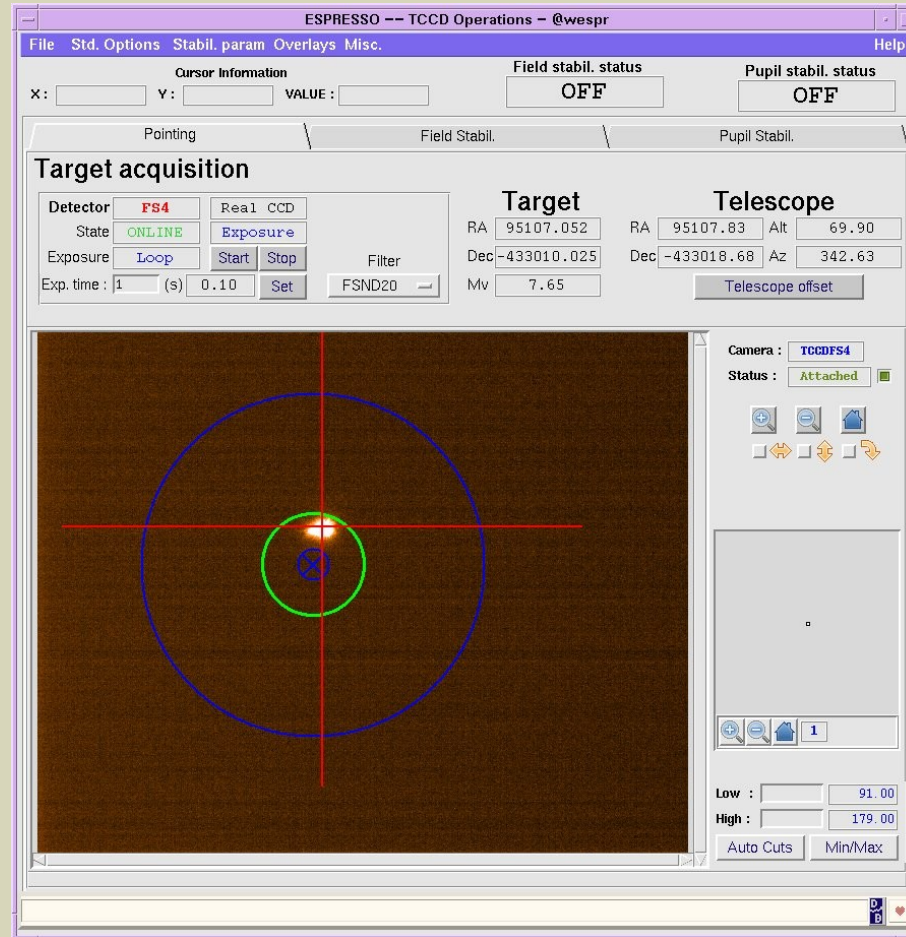 ESPRESSO -- TCCD Operations - @wespr
File Std. Options Stabil. param Overlays Misc. Help
Cursor Information
X: Y: VALUE:
Field stabil. status
OFF
Pupil stabil. status
OFF
Pointing Field Stabil. Pupil Stabil.
Target acquisition
Detector FS4 Real CCD
State ONLINE Exposure
Exposure Loop Start Stop Filter
Exp. time : 1 (s) 0.10 Set FSND20
Target
RA 95107.052
Dec -433010.025
Mv 7.65
Telescope
RA 95107.83 Alt 69.90
Dec -433018.68 Az 342.63
Telescope offset
Camera : TCCDFS4
Status : Attached
1
Low : 91.00
High : 179.00
Auto Cuts Min/Max
D
B